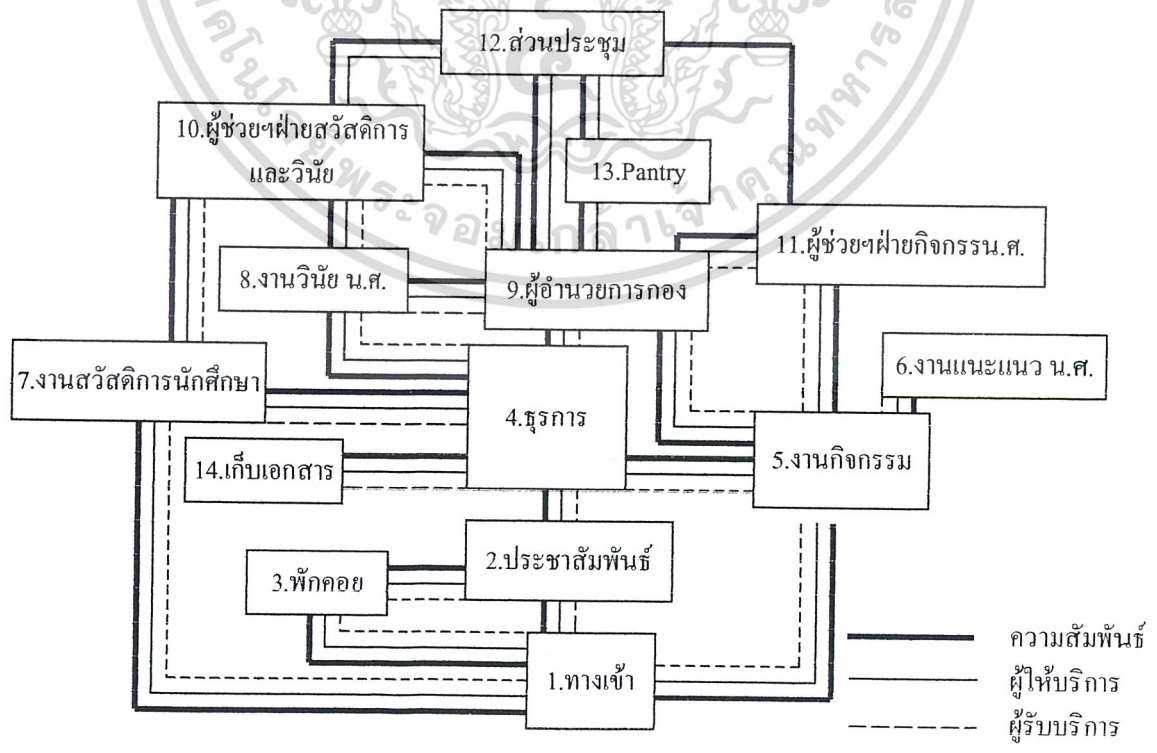 12.ส่วนประชุม
10.ผู้ช่วยฯฝ่ายสวัสดิการ
และวินัย
13.Pantry
11.ผู้ช่วยฯฝ่ายกิจกรรน.ศ.
8.งานวินัย น.ศ.
9.ผู้อำนวยการกอง
7.งานสวัสดิการนักศึกษา
4.ธุรการ
6.งานแนะแนว น.ศ.
14.เก็บเอกสาร
5.งานกิจกรรม
2.ประชาสัมพันธ์
3.พักคอย
1.ทางเข้า
ความสัมพันธ์
ผู้ให้บริการ
ผู้รับบริการ